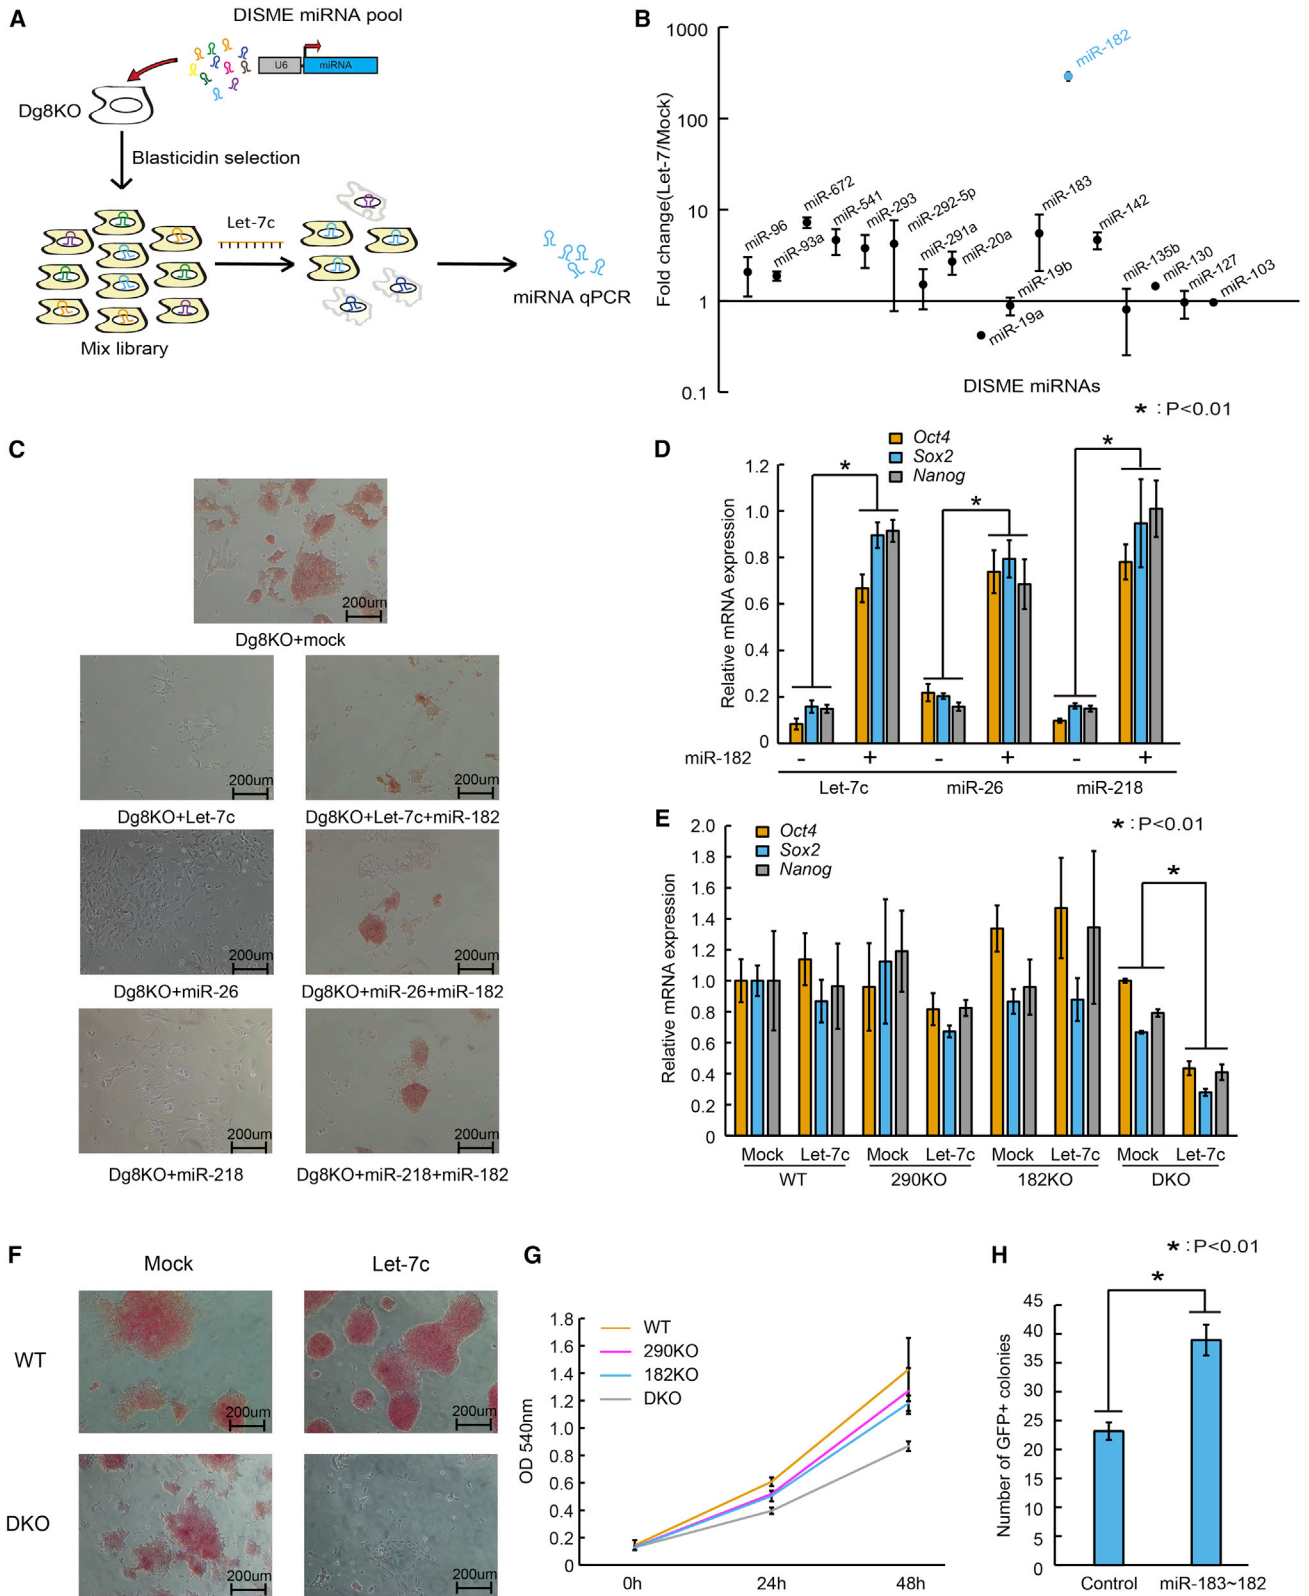 A
DISME miRNA pool
U6
miRNA
Dg8KO
Blasticidin selection
Let-7c
miRNA qPCR
Mix library
B
Fold change(Let-7/Mock)
1000
100
10
1
0.1
miR-96
miR-93a
miR-672
miR-541
miR-293
miR-292-5p
miR-291a
miR-20a
miR-19a
miR-19b
miR-183
miR-182
miR-142
miR-135b
miR-130
miR-127
miR-103
DISME miRNAs
C
200um
Dg8KO+mock
200um
200um
Dg8KO+Let-7c
Dg8KO+Let-7c+miR-182
200um
200um
Dg8KO+miR-26
Dg8KO+miR-26+miR-182
200um
200um
Dg8KO+miR-218
Dg8KO+miR-218+miR-182
D
* : P<0.01
Oct4
Sox2
Nanog
Relative mRNA expression
1.2
1.0
0.8
0.6
0.4
0.2
0
* * *
miR-182 - + - + - +
Let-7c miR-26 miR-218
E
* : P<0.01
Oct4
Sox2
Nanog
Relative mRNA expression
2.0
1.8
1.6
1.4
1.2
1.0
0.8
0.6
0.4
0.2
0
*
Mock Let-7c Mock Let-7c Mock Let-7c Mock Let-7c
WT 290KO 182KO DKO
F
Mock Let-7c
WT
200um 200um
DKO
200um 200um
G
OD 540nm
1.8
1.6
1.4
1.2
1.0
0.8
0.6
0.4
0.2
0
WT
290KO
182KO
DKO
0h 24h 48h
H
* : P<0.01
*
Number of GFP+ colonies
45
40
35
30
25
20
15
10
5
0
Control miR-183~182